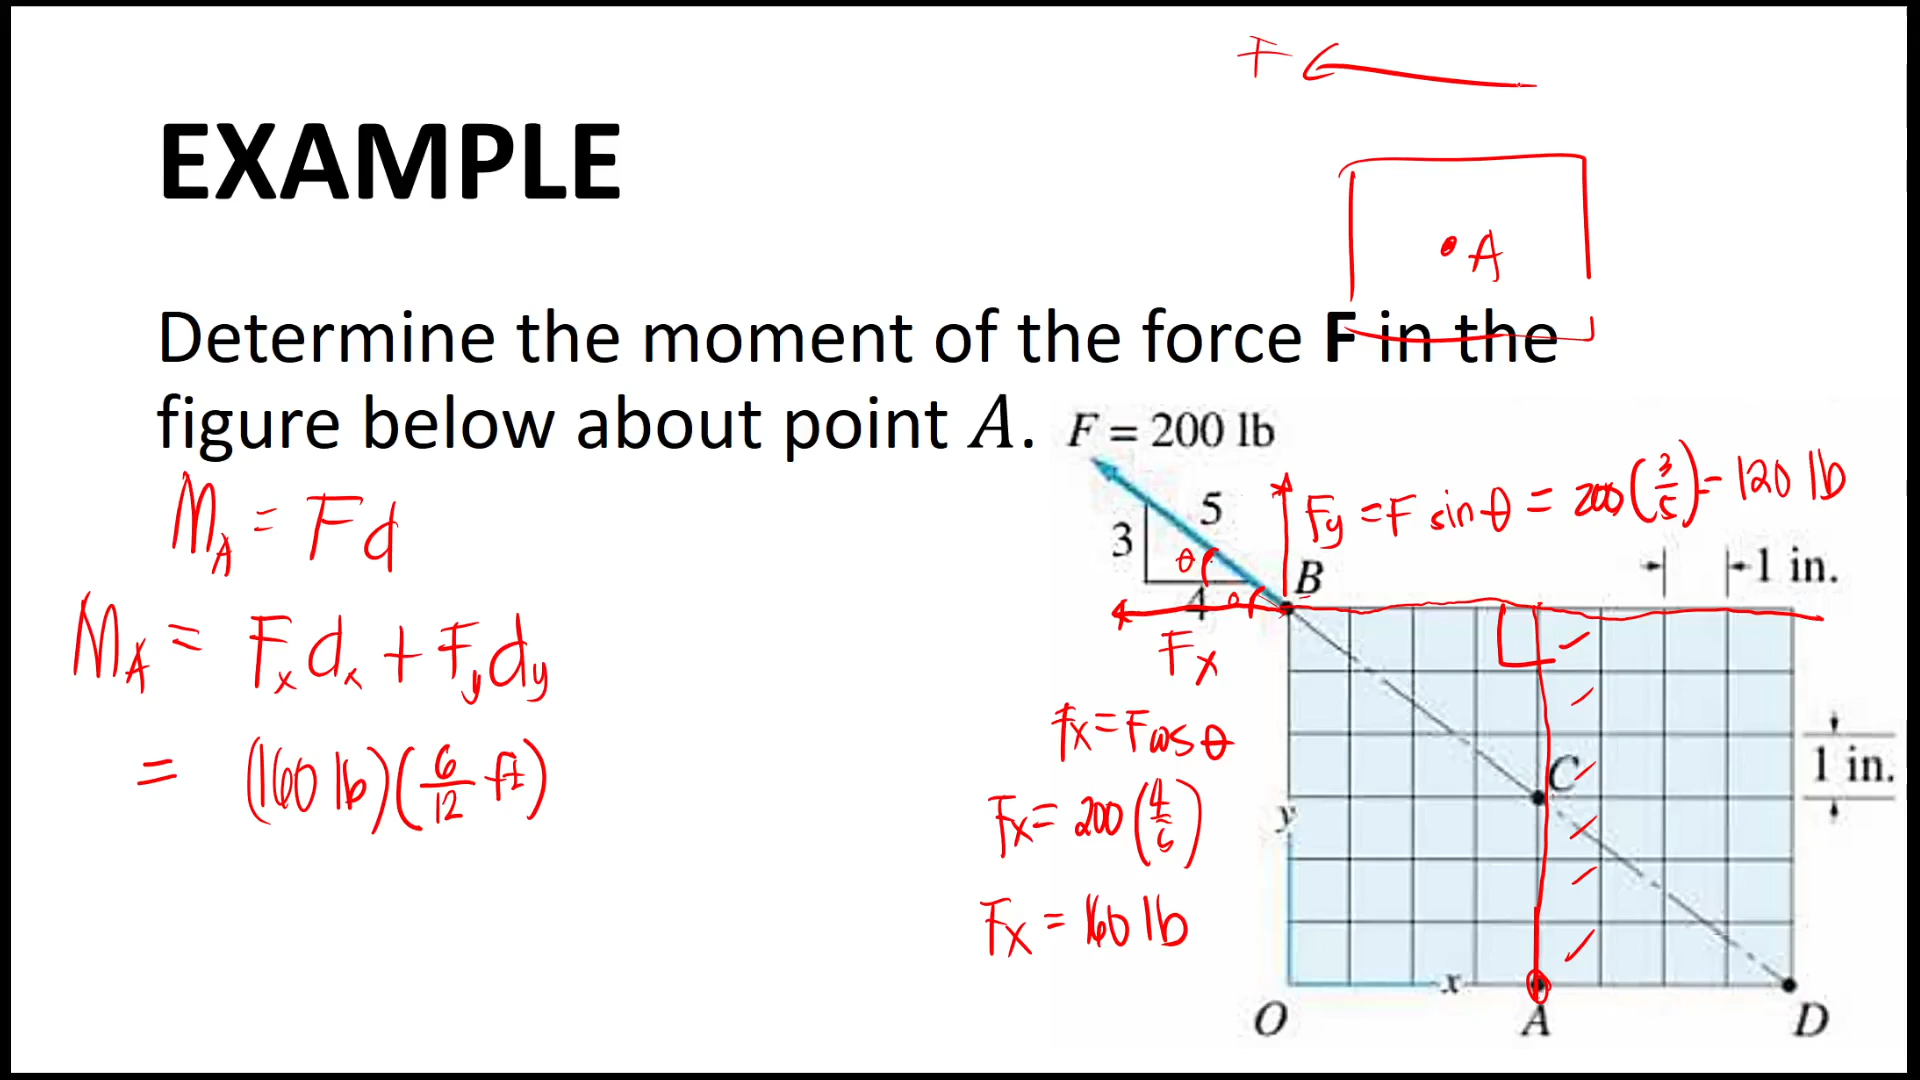 F
EXAMPLE
A
Determine the moment of the force F in the
figure below about point A. F = 200 lb
M_A = Fd
5
3
θ
4
θ
B
Fy = F sin θ = 200 (3/5) = 120 lb
1 in.
M_A = F_x d_x + F_y d_y
Fx
= (160 lb)(6/12 ft)
fx = F cos θ
Fx = 200 (4/5)
Fx = 160 lb
C
1 in.
y
x
O
A
D